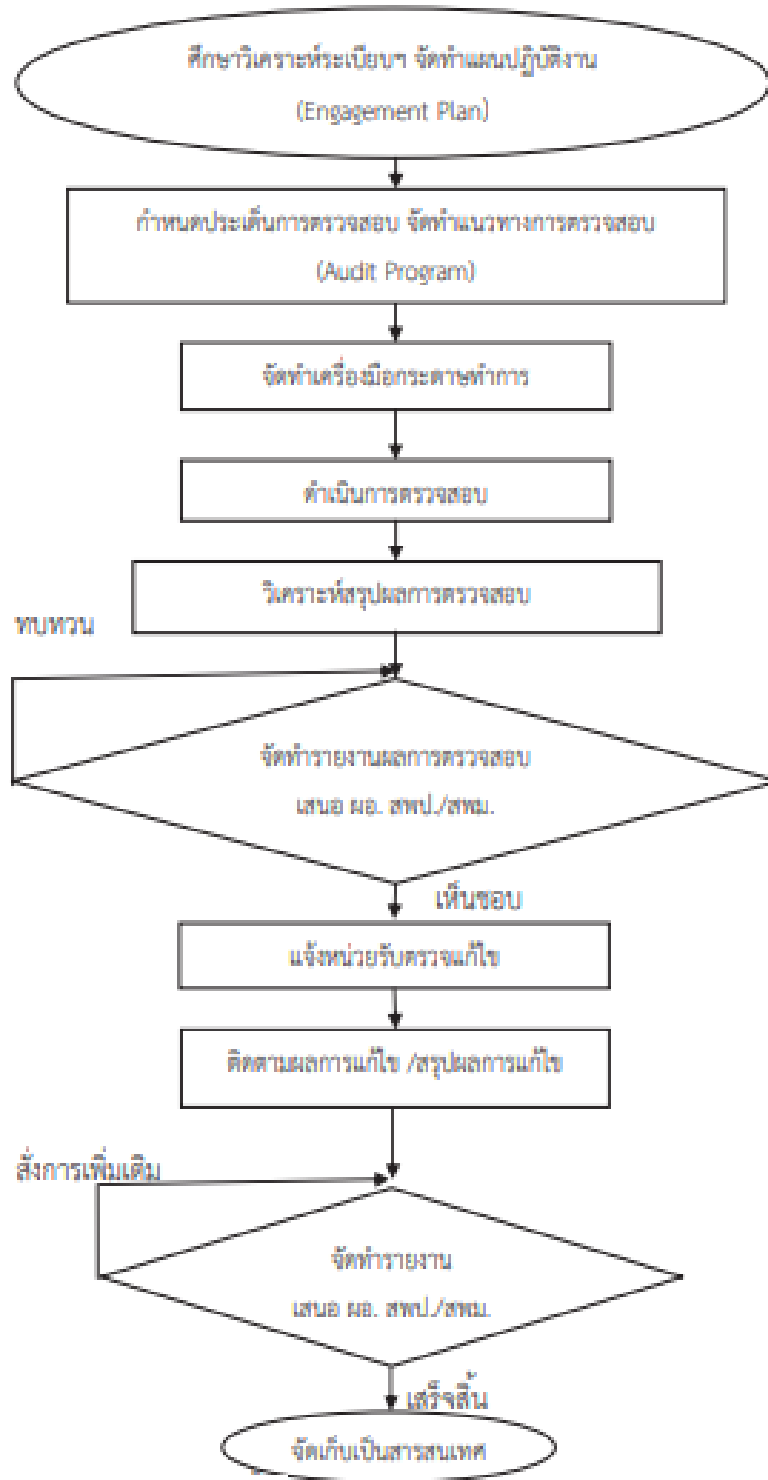 ศึกษาวิเคราะห์ระเบียบฯ จัดทำแผนปฏิบัติงาน
(Engagement Plan)
กำหนดประเด็นการตรวจสอบ จัดทำแนวทางการตรวจสอบ
(Audit Program)
จัดทำเครื่องมือกระดาษทำการ
ดำเนินการตรวจสอบ
วิเคราะห์สรุปผลการตรวจสอบ
ทบทวน
จัดทำรายงานผลการตรวจสอบ
เสนอ ผอ. สพป./สพม.
เห็นชอบ
แจ้งหน่วยรับตรวจแก้ไข
ติดตามผลการแก้ไข /สรุปผลการแก้ไข
สั่งการเพิ่มเติม
จัดทำรายงาน
เสนอ ผอ. สพป./สพม.
เสร็จสิ้น
จัดเก็บเป็นสารสนเทศ